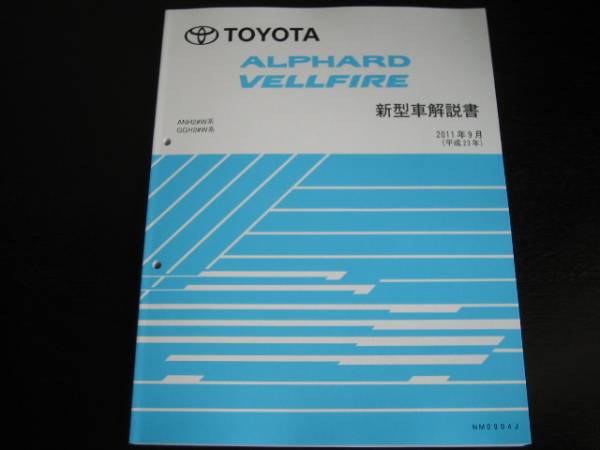 TOYOTA
ALPHARD
VELLFIRE
新型車解説書
ANH2#W系
GGH2#W系
2011年9月
(平成23年)
NM0904J